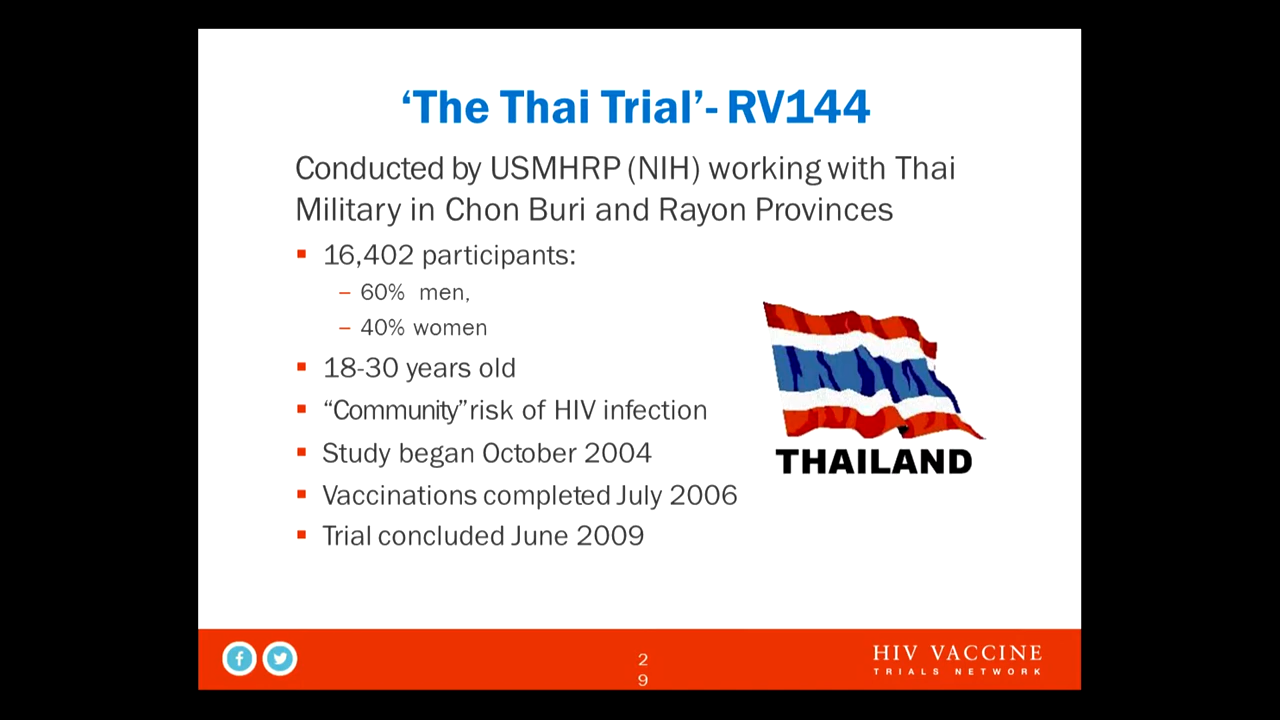 ‘The Thai Trial’- RV144
Conducted by USMHRP (NIH) working with Thai
Military in Chon Buri and Rayon Provinces
▪ 16,402 participants:
– 60% men,
– 40% women
▪ 18-30 years old
▪ “Community” risk of HIV infection
▪ Study began October 2004
▪ Vaccinations completed July 2006
▪ Trial concluded June 2009
THAILAND
2
9
HIV VACCINE
TRIALS NETWORK